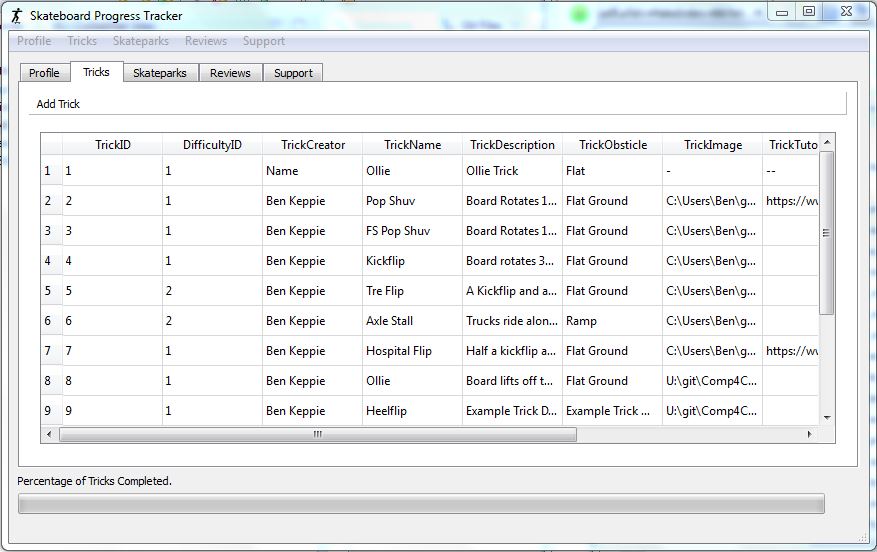 Skateboard Progress Tracker
Profile Tricks Skateparks Reviews Support
Profile Tricks Skateparks Reviews Support
Add Trick
TrickID DifficultyID TrickCreator TrickName TrickDescription TrickObsticle TrickImage TrickTuto
1 1 1 Name Ollie Ollie Trick Flat - --
2 2 1 Ben Keppie Pop Shuv Board Rotates 1... Flat Ground C:\Users\Ben\g... https://ww
3 3 1 Ben Keppie FS Pop Shuv Board Rotates 1... Flat Ground C:\Users\Ben\g...
4 4 1 Ben Keppie Kickflip Board rotates 3... Flat Ground C:\Users\Ben\g...
5 5 2 Ben Keppie Tre Flip A Kickflip and a... Flat Ground C:\Users\Ben\g...
6 6 2 Ben Keppie Axle Stall Trucks ride alon... Ramp C:\Users\Ben\g...
7 7 1 Ben Keppie Hospital Flip Half a kickflip a... Flat Ground C:\Users\Ben\g... https://ww
8 8 1 Ben Keppie Ollie Board lifts off t... Flat Ground U:\git\Comp4C...
9 9 1 Ben Keppie Heelflip Example Trick D... Example Trick ... U:\git\Comp4C...
Percentage of Tricks Completed.